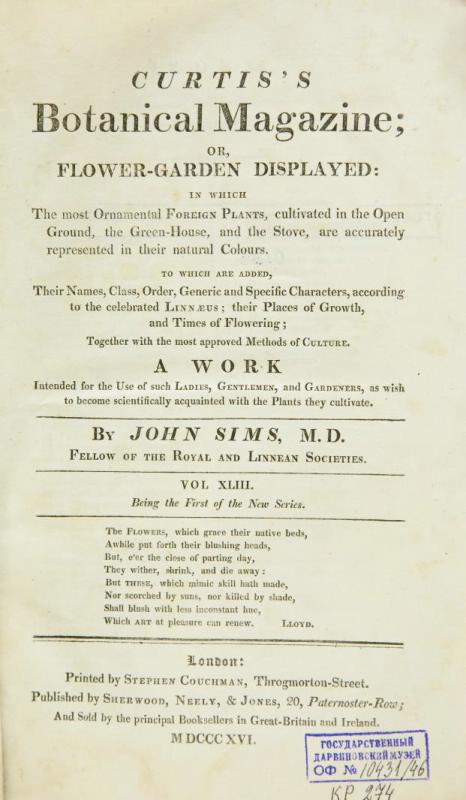 CURTIS'S
Botanical Magazine;
OR,
FLOWER-GARDEN DISPLAYED:
IN WHICH
The most Ornamental FOREIGN PLANTS, cultivated in the Open
Ground, the Green-House, and the Stove, are accurately
represented in their natural Colours.
TO WHICH ARE ADDED,
Their Names, Class, Order, Generic and Specific Characters, according
to the celebrated LINNÆUS; their Places of Growth,
and Times of Flowering;
Together with the most approved Methods of CULTURE.
A WORK
Intended for the Use of such LADIES, GENTLEMEN, and GARDENERS, as wish
to become scientifically acquainted with the Plants they cultivate.
BY JOHN SIMS, M.D.
FELLOW OF THE ROYAL AND LINNEAN SOCIETIES.
VOL XLIII.
Being the First of the New Series.
The FLOWERS, which grace their native beds,
Awhile put forth their blushing heads,
But, e'er the close of parting day,
They wither, shrink, and die away:
But THESE, which mimic skill hath made,
Nor scorched by suns, nor killed by shade,
Shall blush with less inconstant hue,
Which ART at pleasure can renew. LLOYD.
London:
Printed by STEPHEN COUCHMAN, Throgmorton-Street.
Published by SHERWOOD, NEELY, & JONES, 20, Paternoster-Row;
And Sold by the principal Booksellers in Great-Britain and Ireland.
MDCCCXVI.
ГОСУДАРСТВЕННЫЙ
ДАРВИНОВСКИЙ МУЗЕЙ
ОФ № 10431/46
КР 274